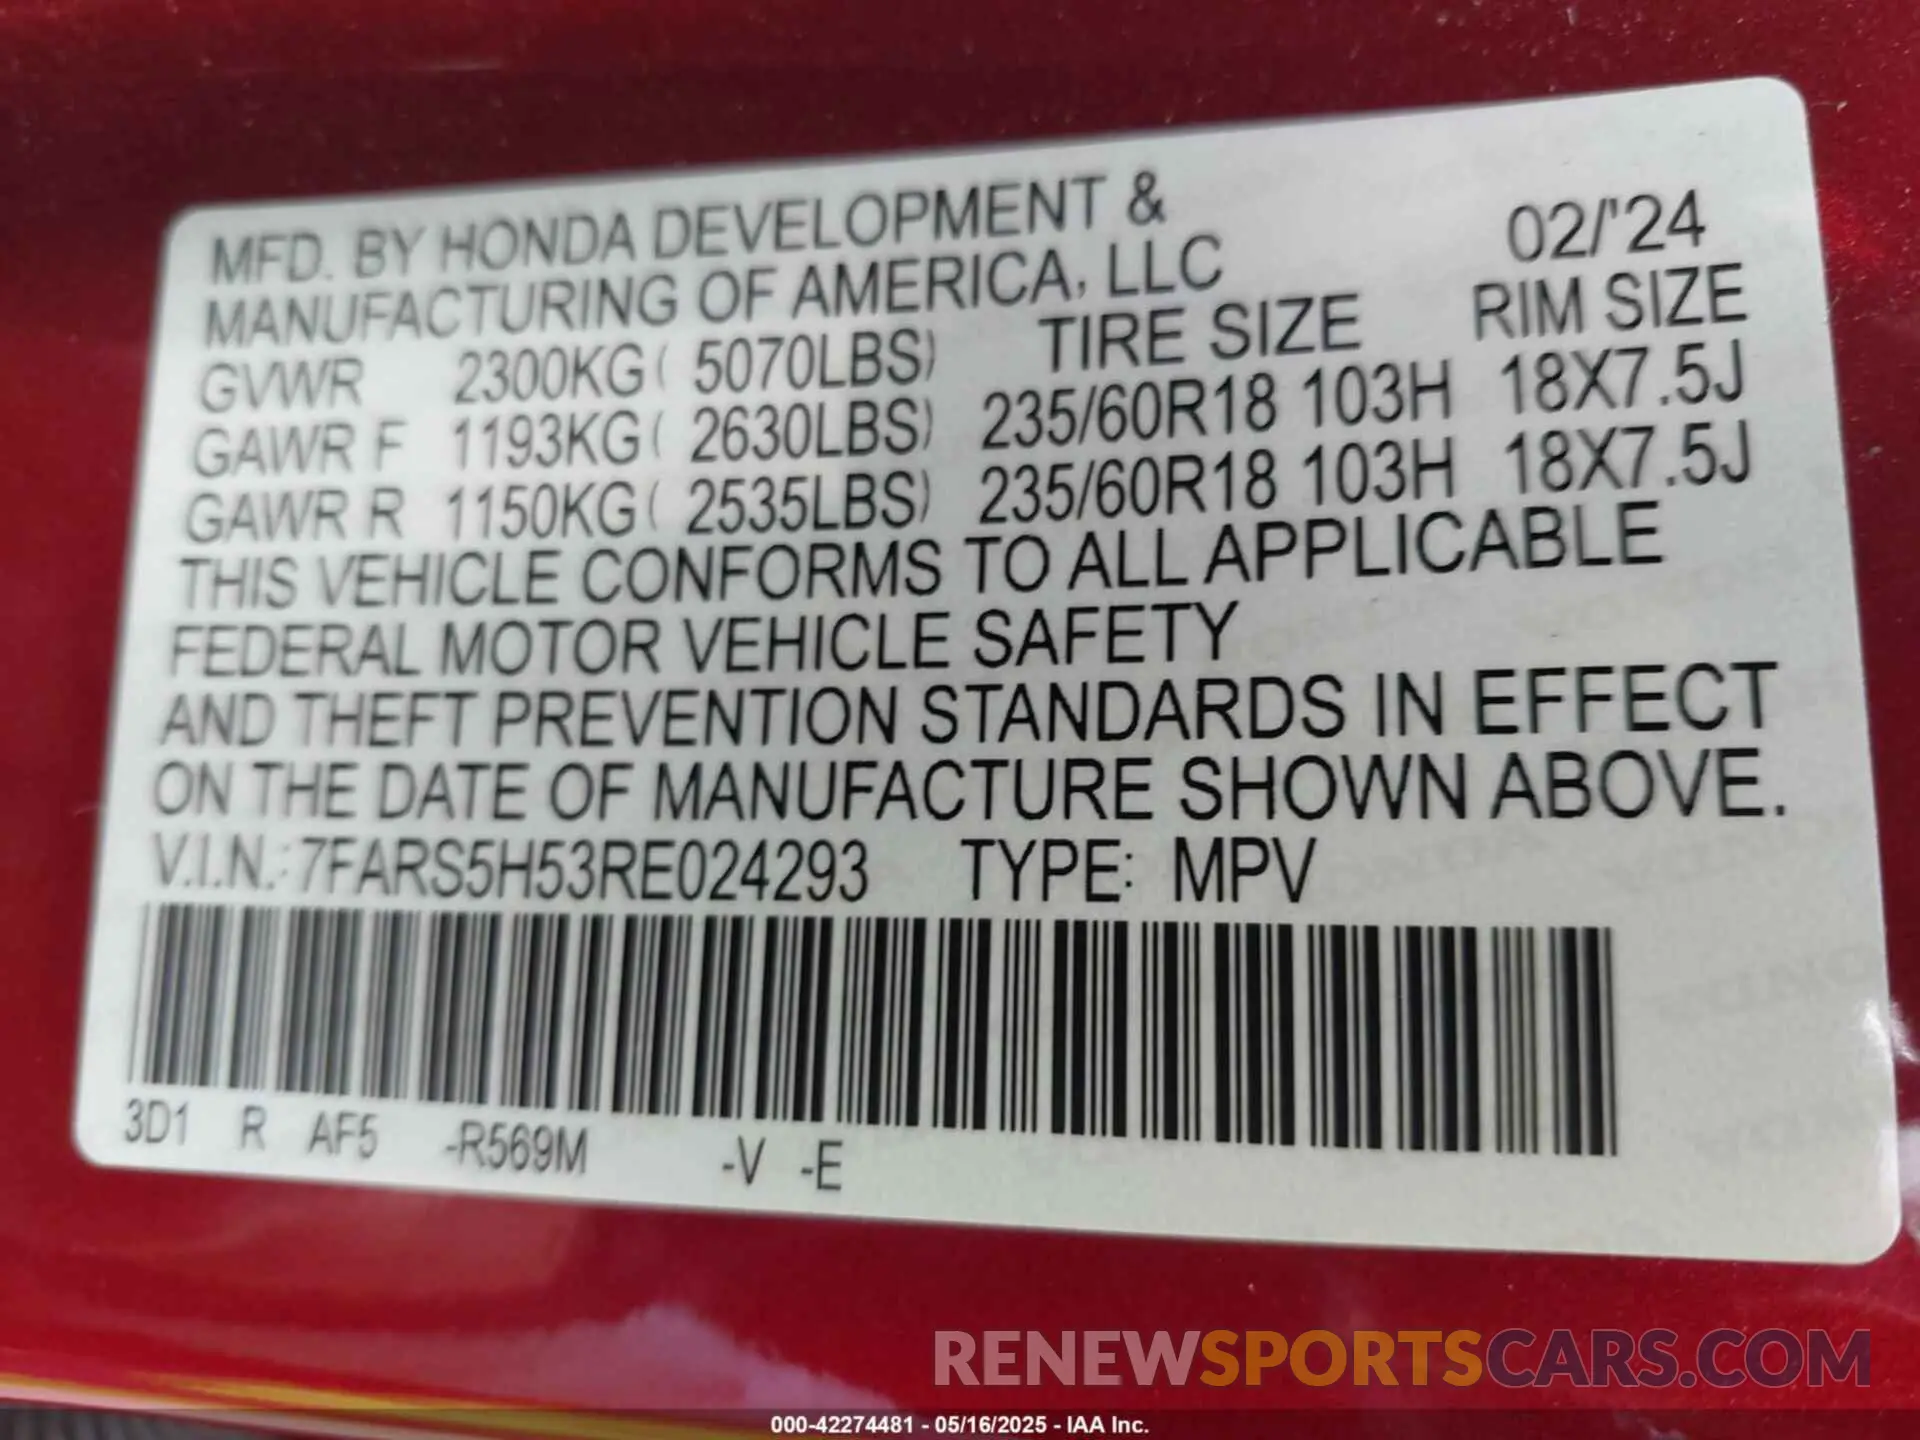 MFD. BY HONDA DEVELOPMENT & 02/'24
MANUFACTURING OF AMERICA, LLC
TIRE SIZE RIM SIZE
GVWR 2300KG( 5070LBS)
GAWR F 1193KG( 2630LBS) 235/60R18 103H 18X7.5J
GAWR R 1150KG( 2535LBS) 235/60R18 103H 18X7.5J
THIS VEHICLE CONFORMS TO ALL APPLICABLE
FEDERAL MOTOR VEHICLE SAFETY
AND THEFT PREVENTION STANDARDS IN EFFECT
ON THE DATE OF MANUFACTURE SHOWN ABOVE.
V.I.N.: 7FARS5H53RE024293 TYPE: MPV
3D1 R AF5 -R569M -V -E
RENEWSPORTSCARS.COM
000-42274481 - 05/16/2025 - IAA Inc.